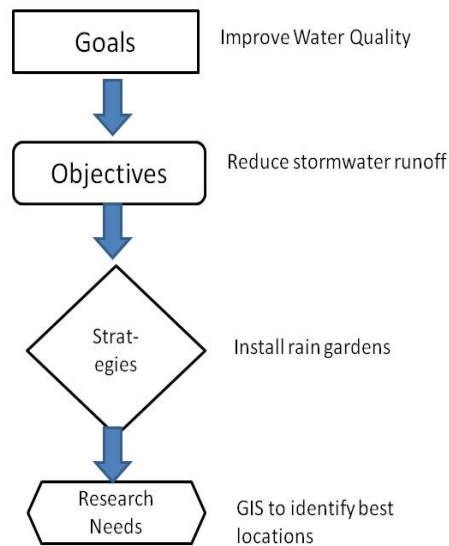 Goals
Improve Water Quality
Objectives
Reduce stormwater runoff
Strat-
egies
Install rain gardens
Research
Needs
GIS to identify best
locations